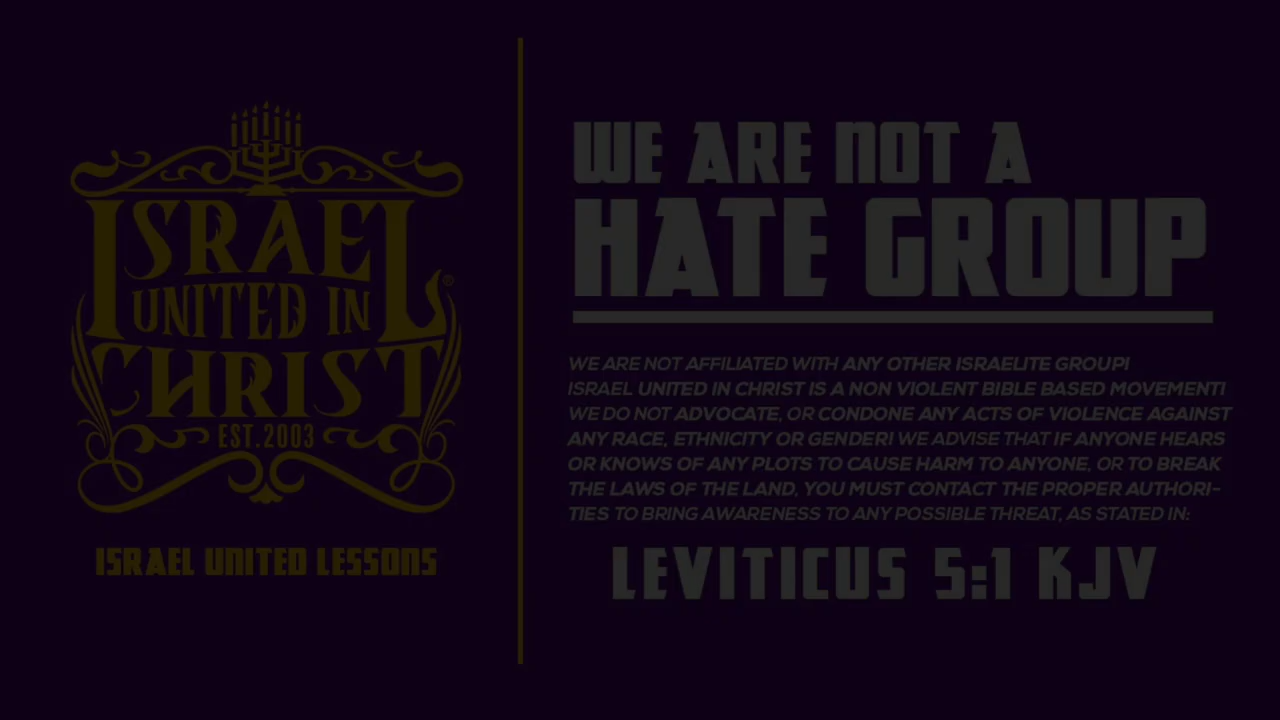 ISRAEL
UNITED IN
CHRIST
EST.2003
ISRAEL UNITED LESSONS
WE ARE NOT A
HATE GROUP
WE ARE NOT AFFILIATED WITH ANY OTHER ISRAELITE GROUP!
ISRAEL UNITED IN CHRIST IS A NON VIOLENT BIBLE BASED MOVEMENT!
WE DO NOT ADVOCATE, OR CONDONE ANY ACTS OF VIOLENCE AGAINST
ANY RACE, ETHNICITY OR GENDER! WE ADVISE THAT IF ANYONE HEARS
OR KNOWS OF ANY PLOTS TO CAUSE HARM TO ANYONE, OR TO BREAK
THE LAWS OF THE LAND, YOU MUST CONTACT THE PROPER AUTHORI-
TIES TO BRING AWARENESS TO ANY POSSIBLE THREAT, AS STATED IN:
LEVITICUS 5:1 KJV